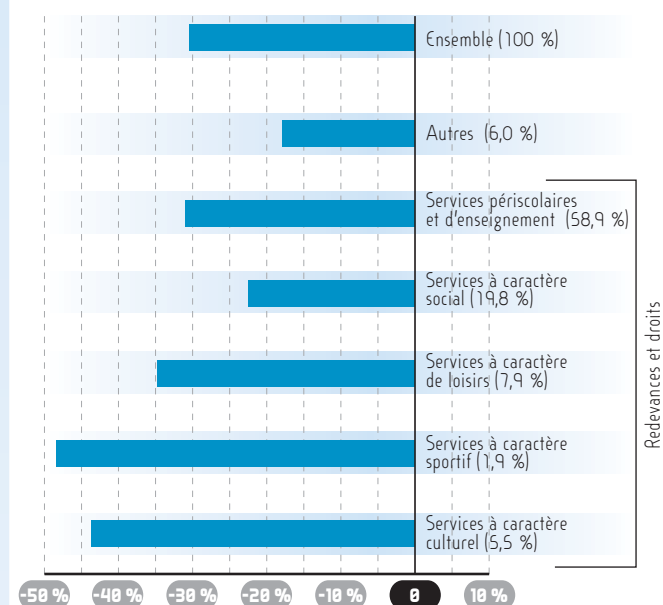 Ensemble (100 %)
Autres (6,0 %)
Services périscolaires
et d'enseignement (58,9 %)
Services à caractère
social (19,8 %)
Services à caractère
de loisirs (7,9 %)
Services à caractère
sportif (1,9 %)
Services à caractère
culturel (5,5 %)
Redevances et droits
-50 % -40 % -30 % -20 % -10 % 0 10 %